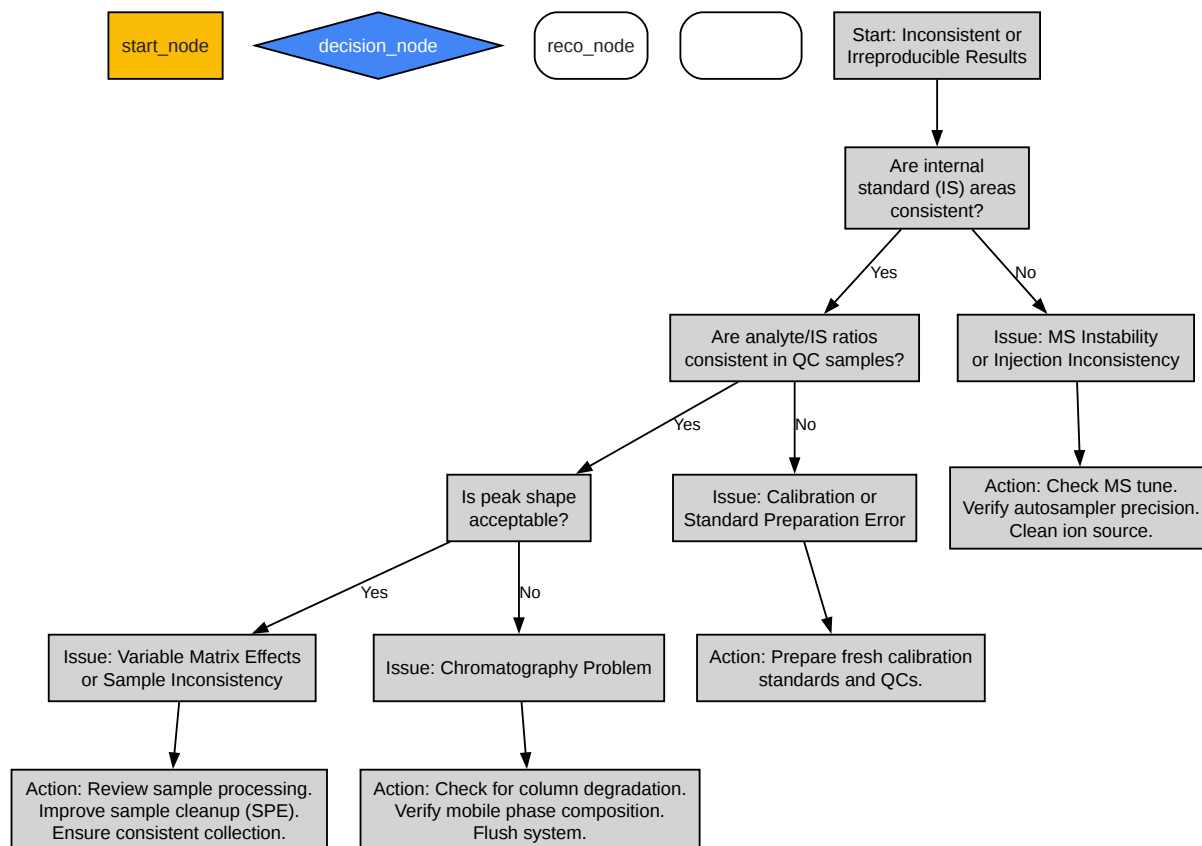 start_node
decision_node
reco_node
Start: Inconsistent or
Irreproducible Results
Are internal
standard (IS) areas
consistent?
Yes
No
Are analyte/IS ratios
consistent in QC samples?
Issue: MS Instability
or Injection Inconsistency
Yes
No
Is peak shape
acceptable?
Issue: Calibration or
Standard Preparation Error
Action: Check MS tune.
Verify autosampler precision.
Clean ion source.
Yes
No
Issue: Variable Matrix Effects
or Sample Inconsistency
Issue: Chromatography Problem
Action: Prepare fresh calibration
standards and QCs.
Action: Review sample processing.
Improve sample cleanup (SPE).
Ensure consistent collection.
Action: Check for column degradation.
Verify mobile phase composition.
Flush system.